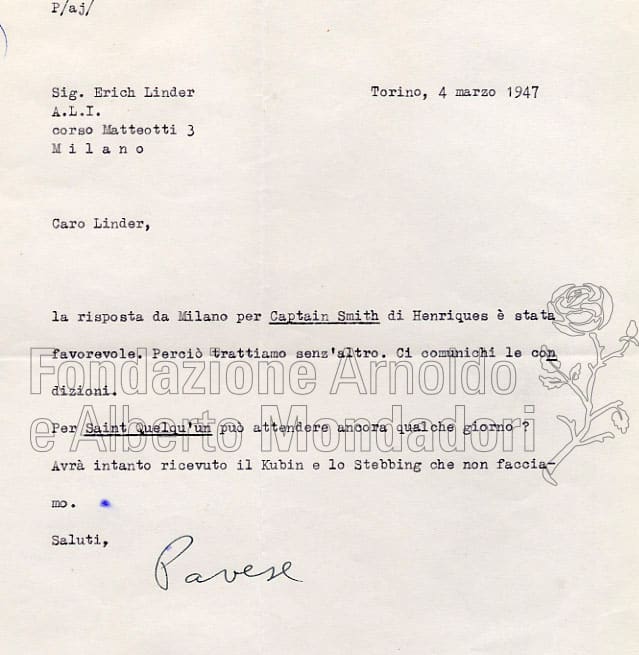 P/aj/
Sig. Erich Linder
Torino, 4 marzo 1947
A.L.I.
corso Matteotti 3
M i l a n o
Caro Linder,
la risposta da Milano per Captain Smith di Henriques è stata
favorevole. Perciò trattiamo senz'altro. Ci comunichi le con
dizioni.
Per Saint Quelqu'un può attendere ancora qualche giorno ?
Avrà intanto ricevuto il Kubin e lo Stebbing che non faccia-
mo.
Saluti,
Pavese
Fondazione Arnoldo
e Alberto Mondadori